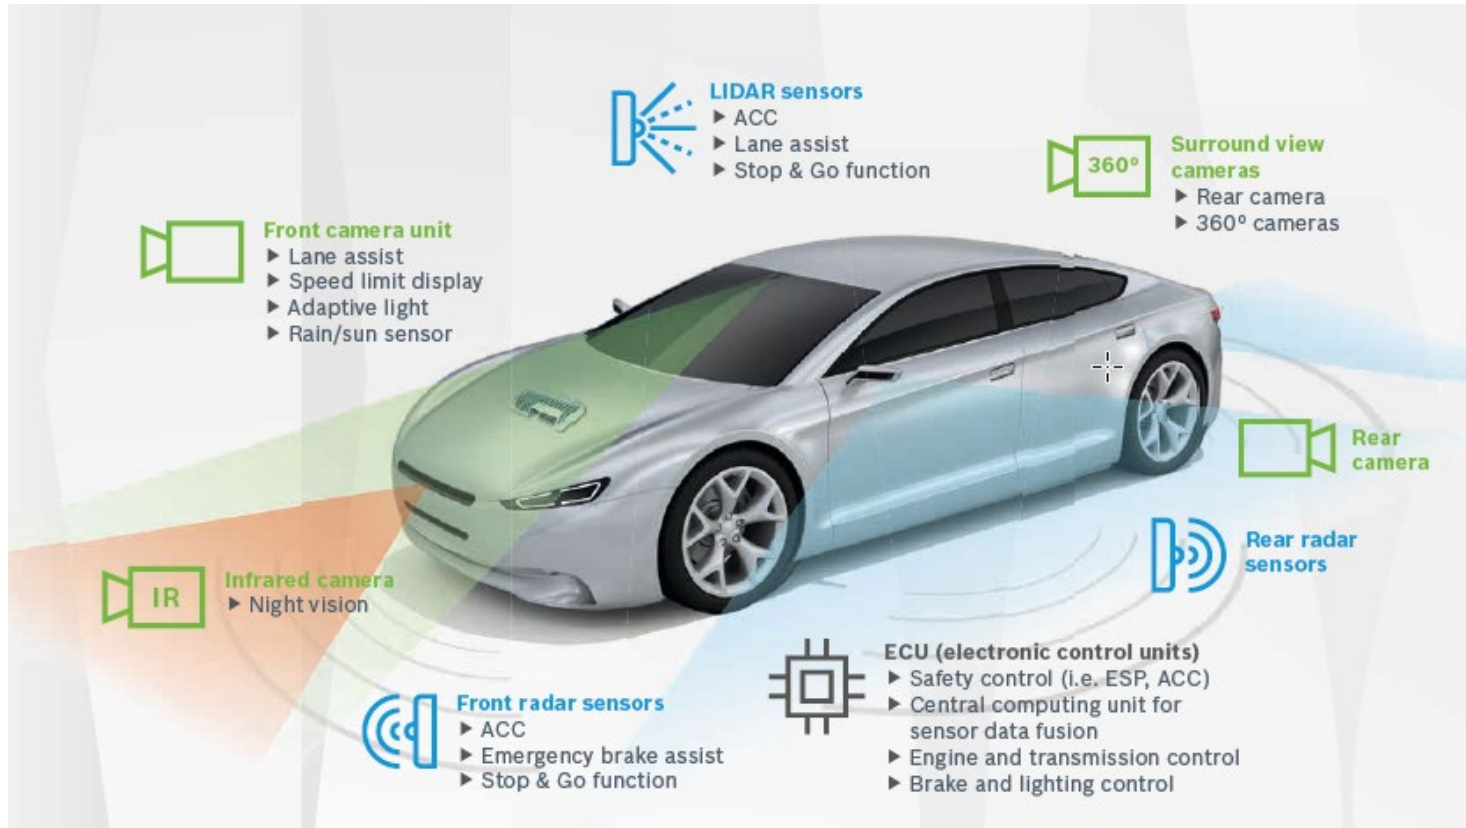 LIDAR sensors
▶ ACC
▶ Lane assist
▶ Stop & Go function
360°
Surround view
cameras
▶ Rear camera
▶ 360° cameras
Front camera unit
▶ Lane assist
▶ Speed limit display
▶ Adaptive light
▶ Rain/sun sensor
Rear
camera
Rear radar
sensors
IR
Infrared camera
▶ Night vision
ECU (electronic control units)
▶ Safety control (i.e. ESP, ACC)
▶ Central computing unit for
sensor data fusion
▶ Engine and transmission control
▶ Brake and lighting control
Front radar sensors
▶ ACC
▶ Emergency brake assist
▶ Stop & Go function